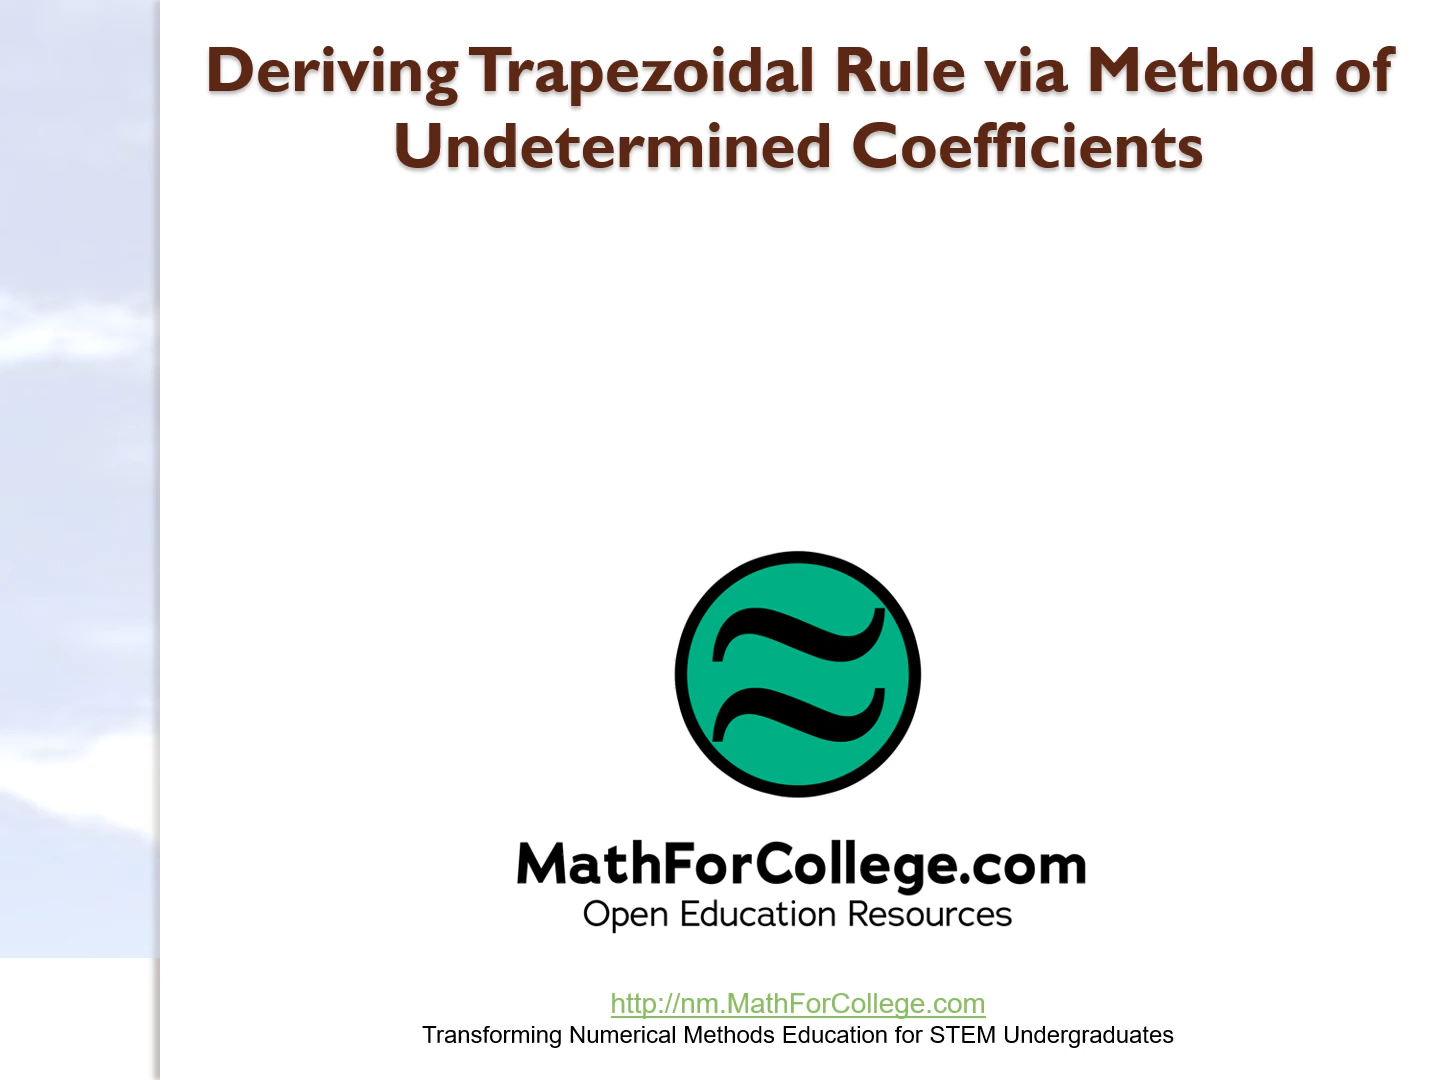 Deriving Trapezoidal Rule via Method of
Undetermined Coefficients
MathForCollege.com
Open Education Resources
http://nm.MathForCollege.com
Transforming Numerical Methods Education for STEM Undergraduates